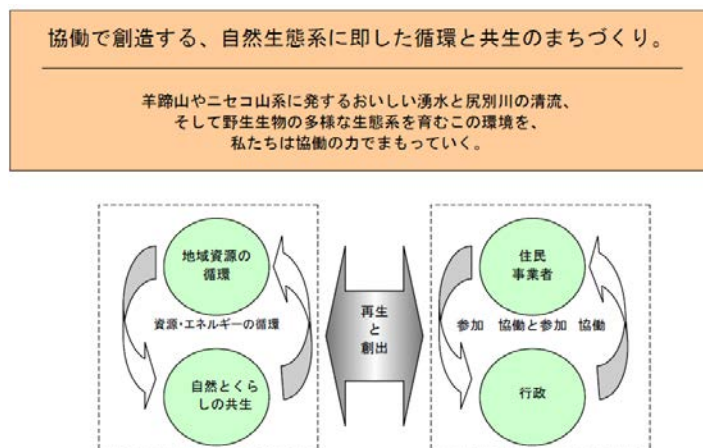 協働で創造する、自然生態系に即した循環と共生のまちづくり。
羊蹄山やニセコ山系に発するおいしい湧水と尻別川の清流、
そして野生生物の多様な生態系を育むこの環境を、
私たちは協働の力でまもっていく。
地域資源の
循環
資源・エネルギーの循環
自然とくら
しの共生
再生
と
創出
住民
事業者
参加　協働と参加　協働
行政